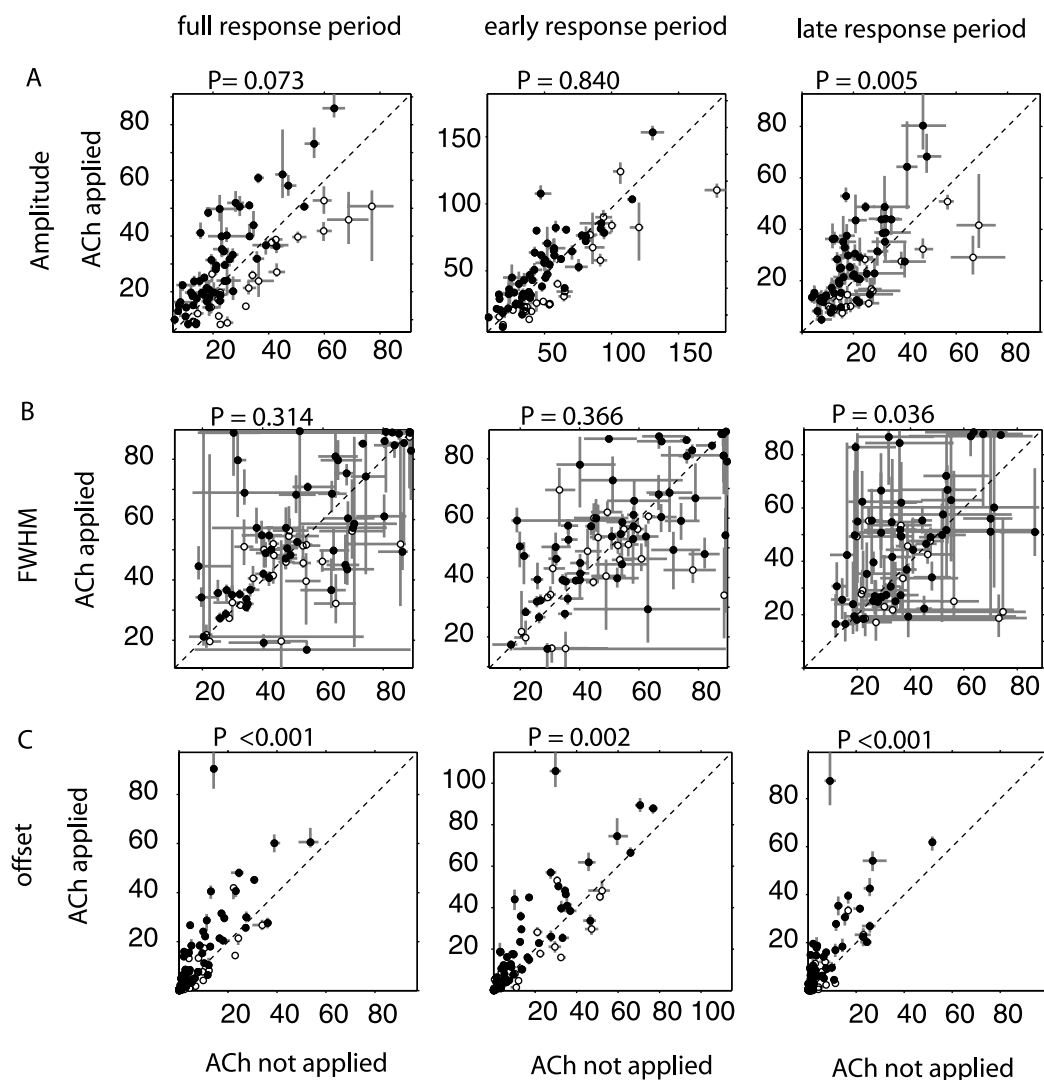 full response period early response period late response period
A
P= 0.073 P = 0.840 P = 0.005
Amplitude
ACh applied
80 60 40 20
150 100 50
80 60 40 20
20 40 60 80
50 100 150
20 40 60 80
B
P = 0.314 P = 0.366 P = 0.036
FWHM
ACh applied
80 60 40 20
80 60 40 20
80 60 40 20
20 40 60 80
20 40 60 80
20 40 60 80
C
P <0.001 P = 0.002 P <0.001
offset
ACh applied
80 60 40 20
100 80 60 40 20
80 60 40 20
20 40 60 80
20 40 60 80 100
20 40 60 80
ACh not applied ACh not applied ACh not applied